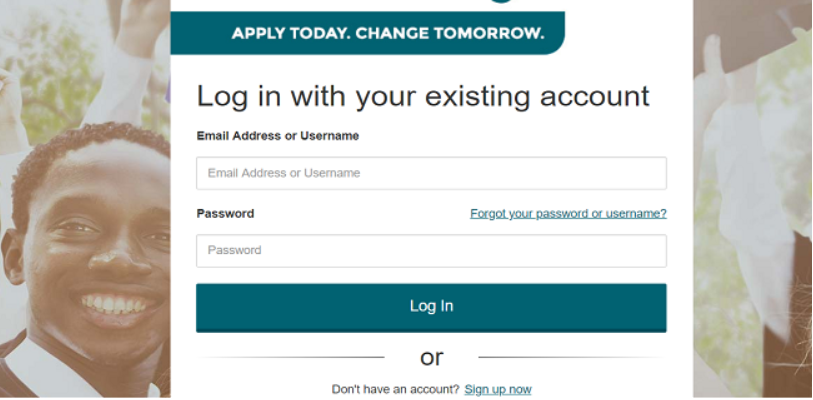 APPLY TODAY. CHANGE TOMORROW.
Log in with your existing account
Email Address or Username
Email Address or Username
Password Forgot your password or username?
Password
Log In
or
Don't have an account? Sign up now